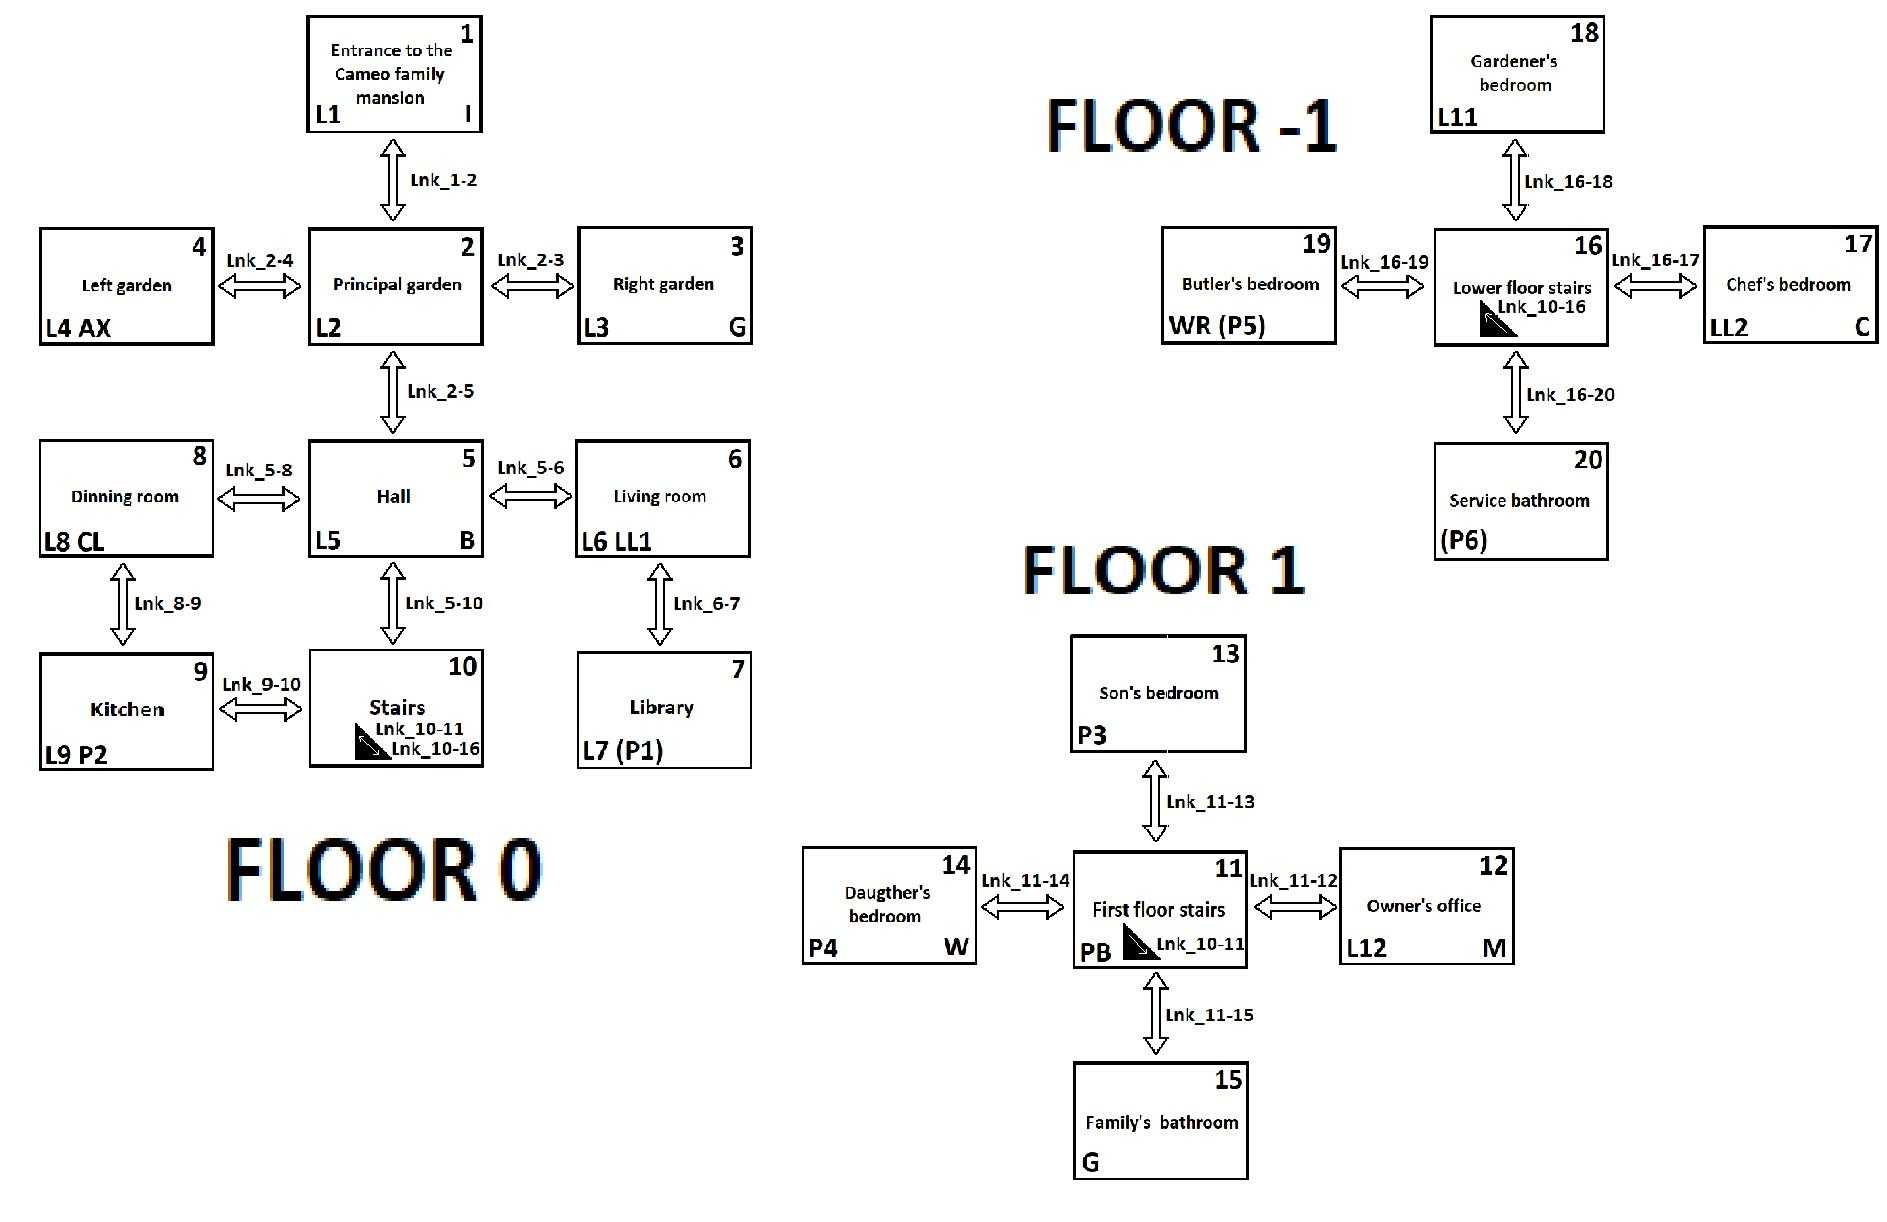 1
Entrance to the
Cameo family
mansion
L1 I
Lnk_1-2
4
Left garden
L4 AX
Lnk_2-4
2
Principal garden
L2
Lnk_2-3
3
Right garden
L3 G
Lnk_2-5
8
Dinning room
L8 CL
Lnk_5-8
5
Hall
L5 B
Lnk_5-6
6
Living room
L6 LL1
Lnk_8-9
Lnk_5-10
Lnk_6-7
9
Kitchen
L9 P2
Lnk_9-10
10
Stairs
Lnk_10-11
Lnk_10-16
7
Library
L7 (P1)
FLOOR 0
FLOOR -1
18
Gardener's
bedroom
L11
Lnk_16-18
19
Butler's bedroom
WR (P5)
Lnk_16-19
16
Lower floor stairs
Lnk_10-16
Lnk_16-17
17
Chef's bedroom
LL2 C
Lnk_16-20
20
Service bathroom
(P6)
FLOOR 1
13
Son's bedroom
P3
Lnk_11-13
14
Daugther's
bedroom
P4 W
Lnk_11-14
11
First floor stairs
PB Lnk_10-11
Lnk_11-12
12
Owner's office
L12 M
Lnk_11-15
15
Family's bathroom
G